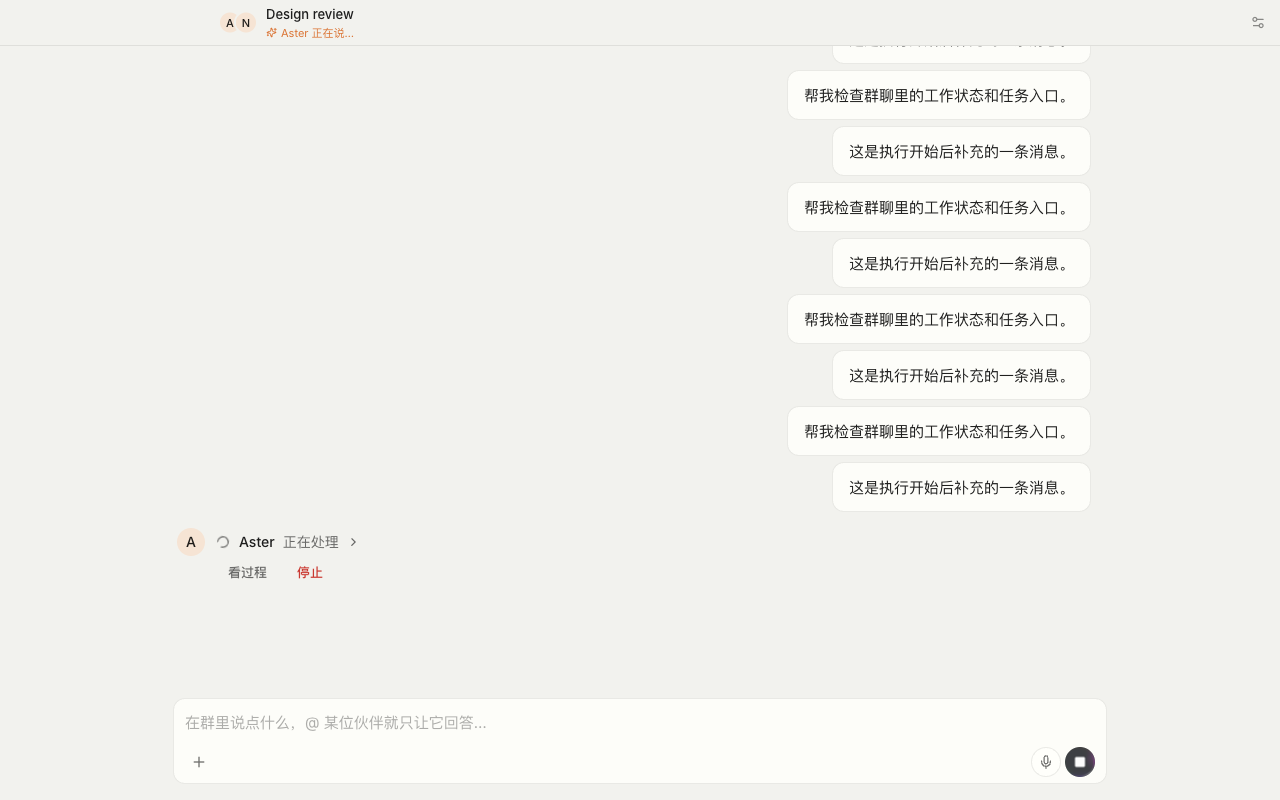 A N
Design review
Aster 正在说...
帮我检查群聊里的工作状态和任务入口。
这是执行开始后补充的一条消息。
帮我检查群聊里的工作状态和任务入口。
这是执行开始后补充的一条消息。
帮我检查群聊里的工作状态和任务入口。
这是执行开始后补充的一条消息。
帮我检查群聊里的工作状态和任务入口。
这是执行开始后补充的一条消息。
A Aster 正在处理
看过程 停止
在群里说点什么，@ 某位伙伴就只让它回答...